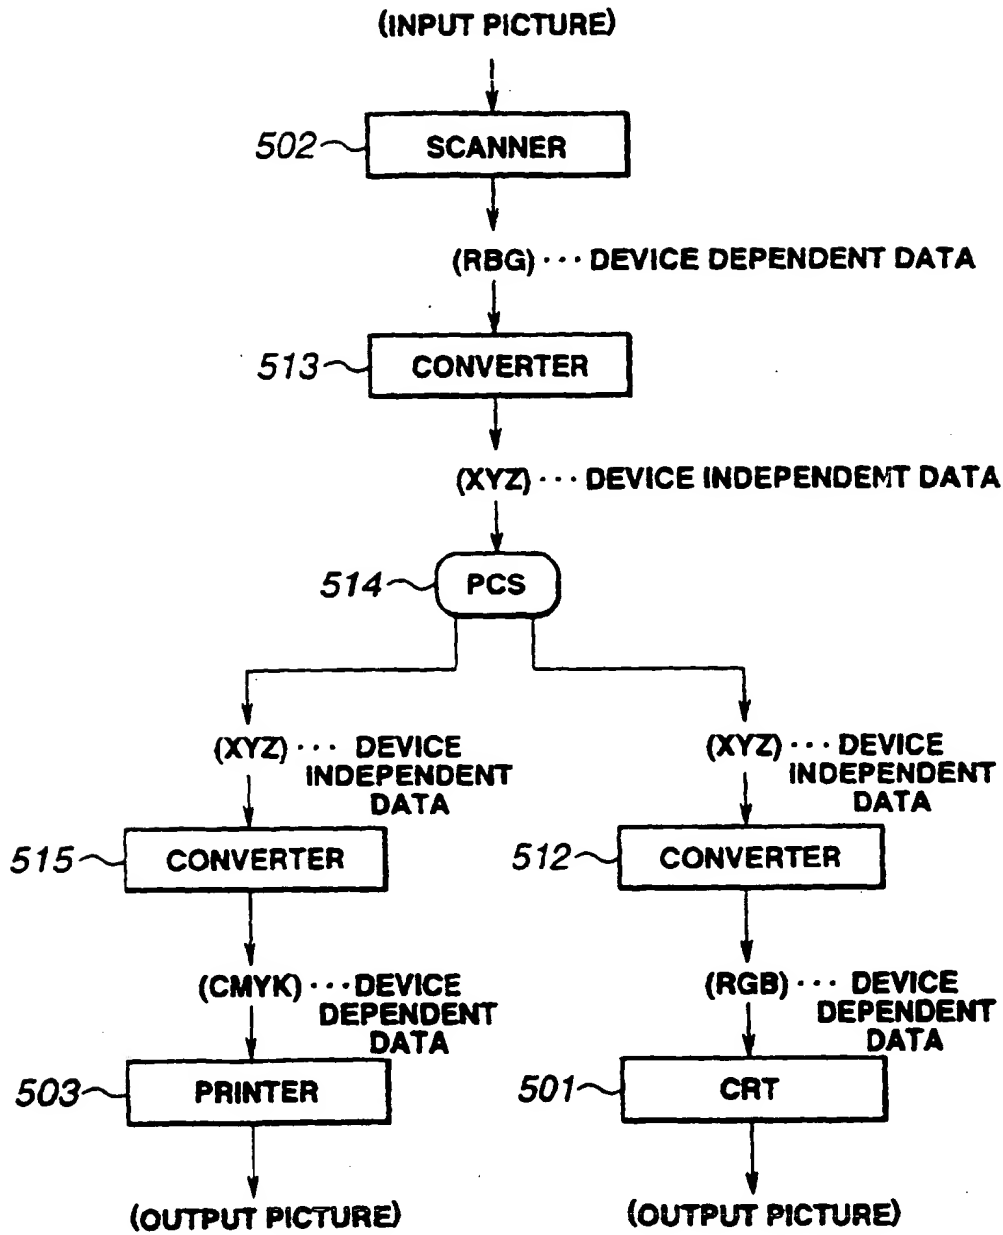 (INPUT PICTURE)
502 SCANNER
(RBG) ··· DEVICE DEPENDENT DATA
513 CONVERTER
(XYZ) ··· DEVICE INDEPENDENT DATA
514 PCS
(XYZ) ··· DEVICE
INDEPENDENT
DATA
(XYZ) ··· DEVICE
INDEPENDENT
DATA
515 CONVERTER
512 CONVERTER
(CMYK) ··· DEVICE
DEPENDENT
DATA
(RGB) ··· DEVICE
DEPENDENT
DATA
503 PRINTER
501 CRT
(OUTPUT PICTURE)
(OUTPUT PICTURE)